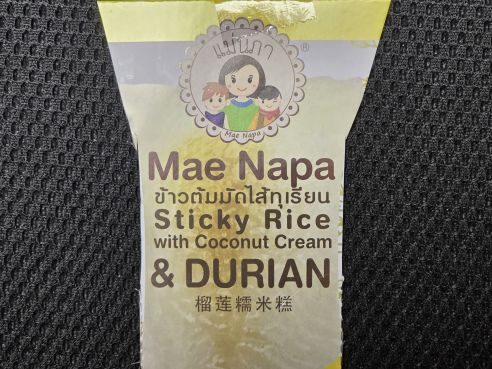 แม่นภา
®
Mae Napa
Mae Napa
ข้าวต้มมัดไส้ทุเรียน
Sticky Rice
with Coconut Cream
& DURIAN
榴莲糯米糕